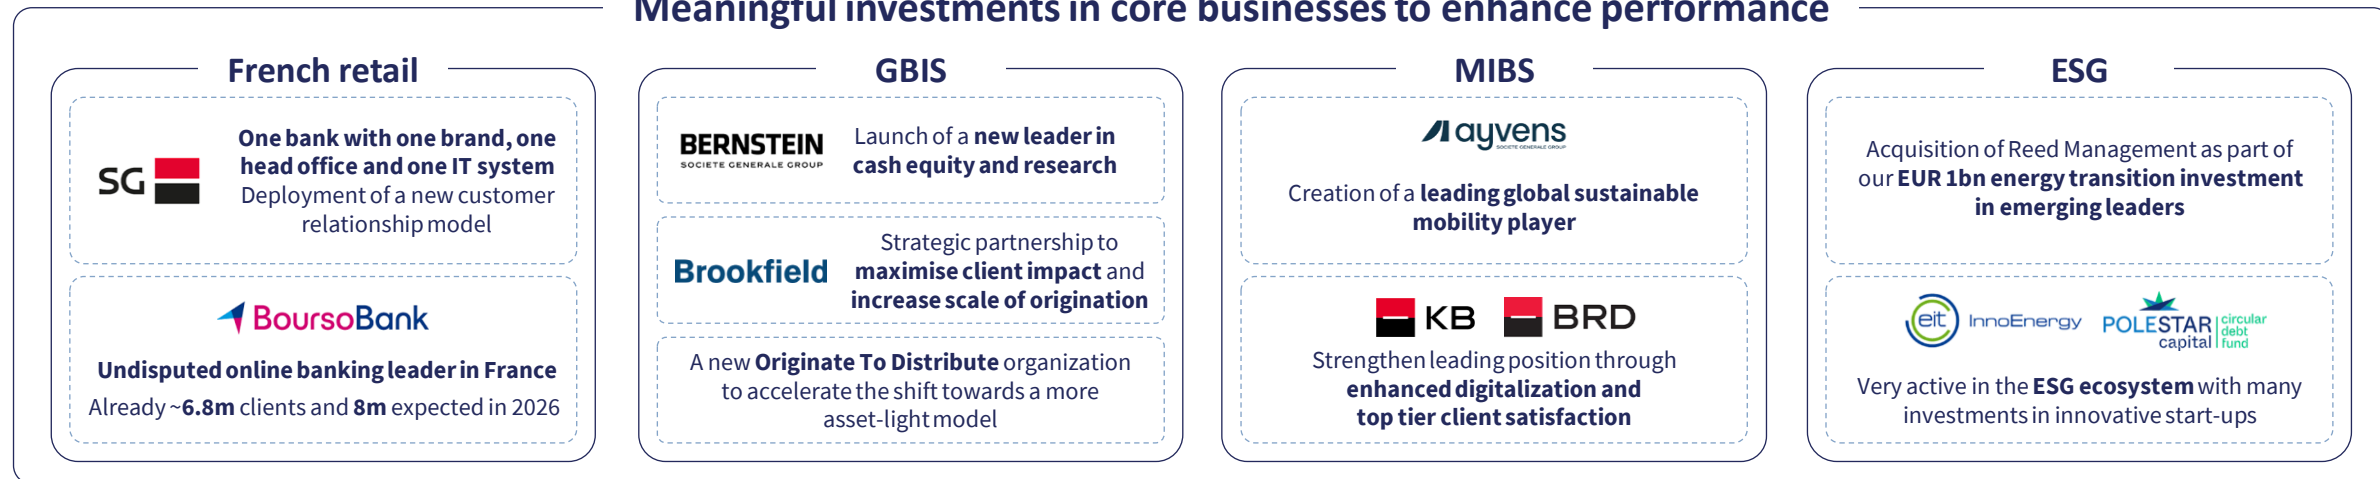 Meaningful investments in core businesses to enhance performance
French retail
SG
One bank with one brand, one
head office and one IT system
Deployment of a new customer
relationship model
BoursoBank
Undisputed online banking leader in France
Already ~6.8m clients and 8m expected in 2026
GBIS
BERNSTEIN
SOCIETE GENERALE GROUP
Launch of a new leader in
cash equity and research
Brookfield
Strategic partnership to
maximise client impact and
increase scale of origination
A new Originate To Distribute organization
to accelerate the shift towards a more
asset-light model
MIBS
ayvens
SOCIETE GENERALE GROUP
Creation of a leading global sustainable
mobility player
KB
BRD
Strengthen leading position through
enhanced digitalization and
top tier client satisfaction
ESG
Acquisition of Reed Management as part of
our EUR 1bn energy transition investment
in emerging leaders
eit InnoEnergy
POLESTAR
capital
circular
debt
fund
Very active in the ESG ecosystem with many
investments in innovative start-ups